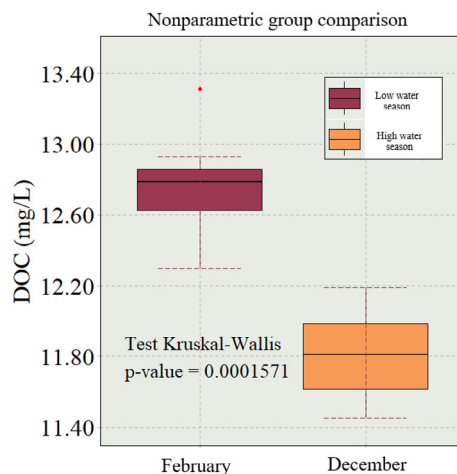 Nonparametric group comparison
DOC (mg/L)
13.40
13.00
12.60
12.20
11.80
11.40
Low water
season
High water
season
Test Kruskal-Wallis
p-value = 0.0001571
February
December